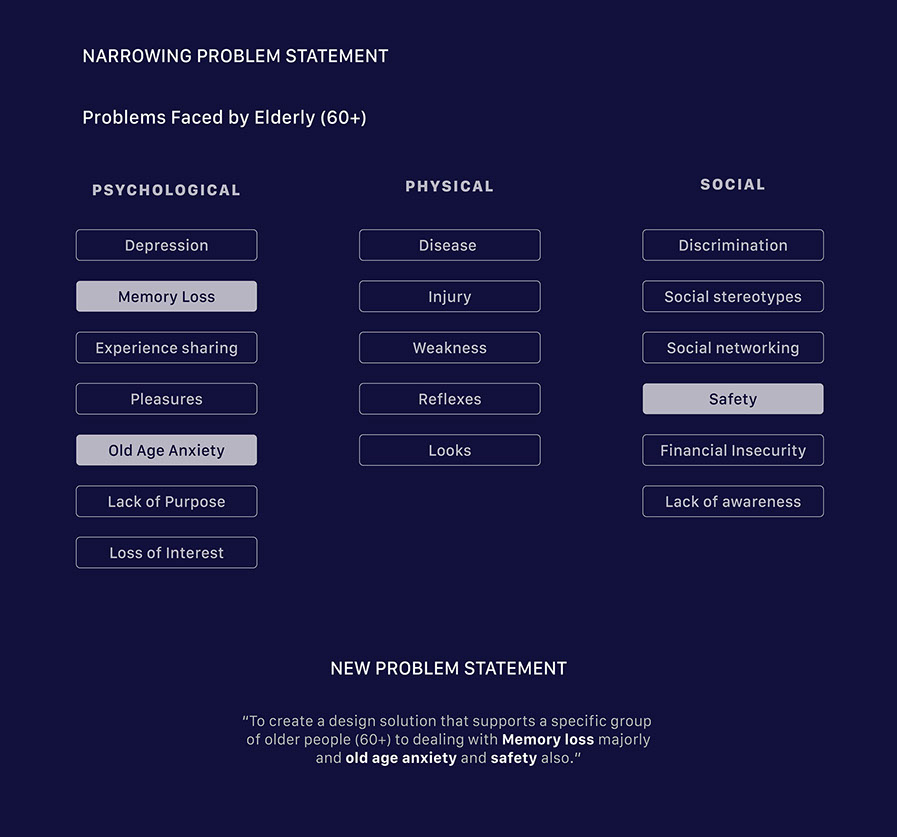 NARROWING PROBLEM STATEMENT
Problems Faced by Elderly (60+)
PSYCHOLOGICAL
Depression
Memory Loss
Experience sharing
Pleasures
Old Age Anxiety
Lack of Purpose
Loss of Interest
PHYSICAL
Disease
Injury
Weakness
Reflexes
Looks
SOCIAL
Discrimination
Social stereotypes
Social networking
Safety
Financial Insecurity
Lack of awareness
NEW PROBLEM STATEMENT
“To create a design solution that supports a specific group
of older people (60+) to dealing with Memory loss majorly
and old age anxiety and safety also.”